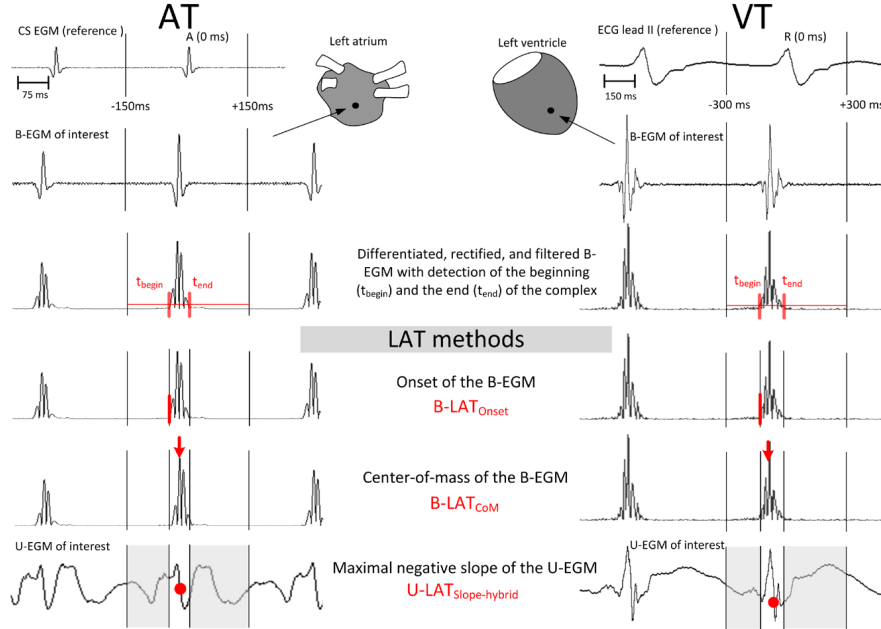 AT
VT
CS EGM (reference )
A (0 ms)
75 ms
-150ms
+150ms
Left atrium
Left ventricle
ECG lead II (reference )
R (0 ms)
150 ms
-300 ms
+300 ms
B-EGM of interest
B-EGM of interest
Differentiated, rectified, and filtered B-
EGM with detection of the beginning
(tbegin) and the end (tend) of the complex
tbegin
tend
tbegin
tend
LAT methods
Onset of the B-EGM
B-LATOnset
Center-of-mass of the B-EGM
B-LATCoM
U-EGM of interest
U-EGM of interest
Maximal negative slope of the U-EGM
U-LATSlope-hybrid